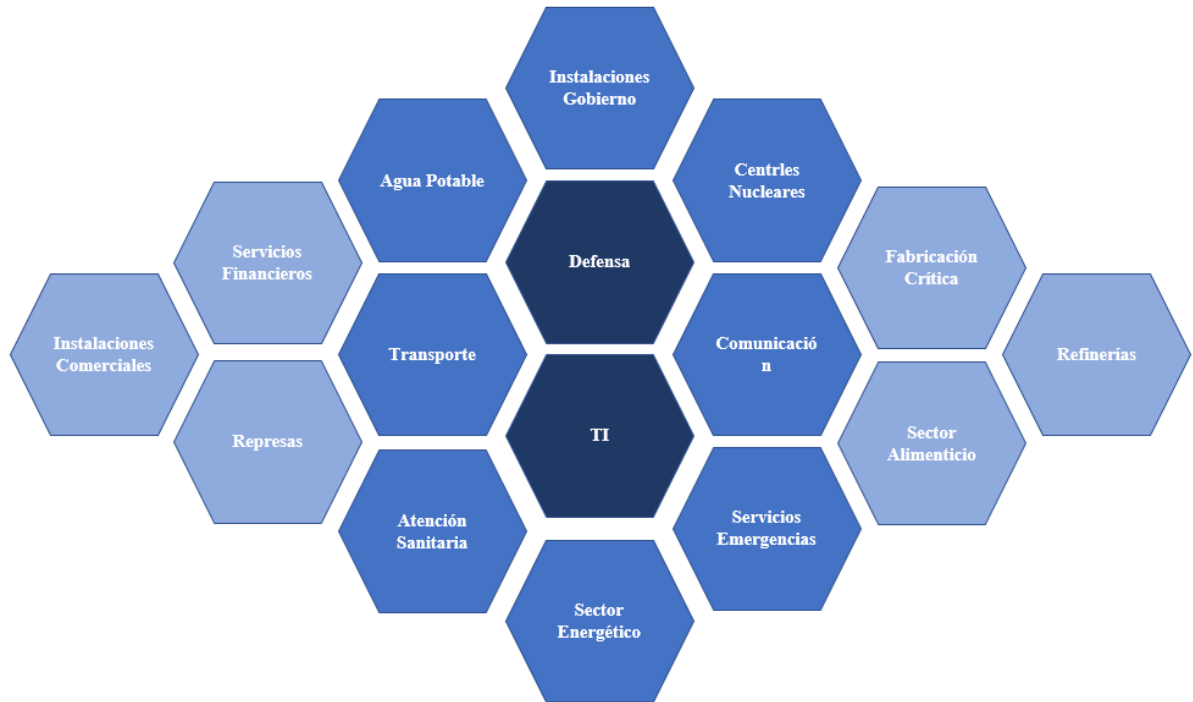 Instalaciones
Gobierno
Agua Potable
Centrles
Nucleares
Servicios
Financieros
Defensa
Fabricación
Crítica
Instalaciones
Comerciales
Transporte
Comunicació
n
Refinerías
Represas
TI
Sector
Alimenticio
Atención
Sanitaria
Servicios
Emergencias
Sector
Energético